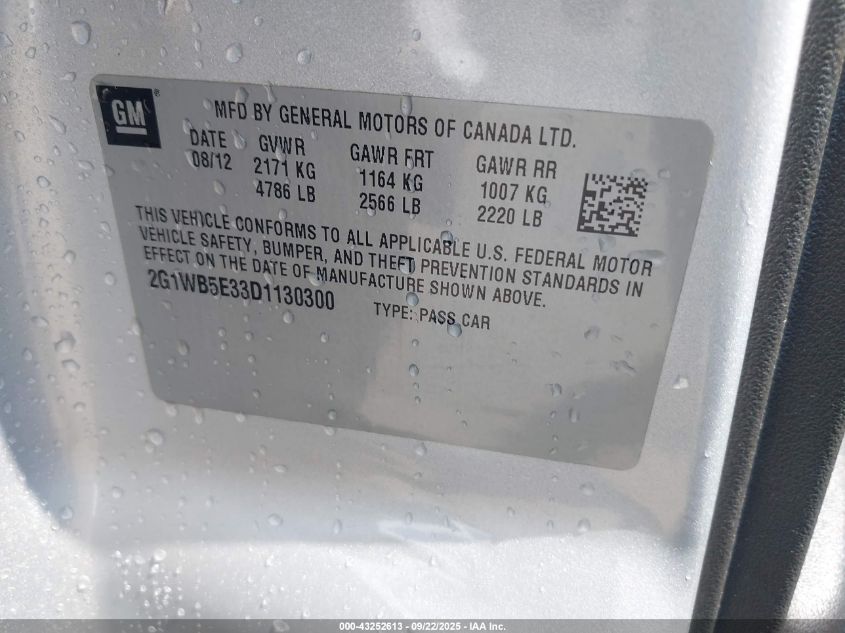 GM ®
MFD BY GENERAL MOTORS OF CANADA LTD.
DATE GVWR GAWR FRT GAWR RR
08/12 2171 KG 1164 KG 1007 KG
4786 LB 2566 LB 2220 LB
THIS VEHICLE CONFORMS TO ALL APPLICABLE U.S. FEDERAL MOTOR
VEHICLE SAFETY, BUMPER, AND THEFT PREVENTION STANDARDS IN
EFFECT ON THE DATE OF MANUFACTURE SHOWN ABOVE.
2G1WB5E33D1130300 TYPE: PASS CAR
000-43252613 - 09/22/2025 - IAA Inc.